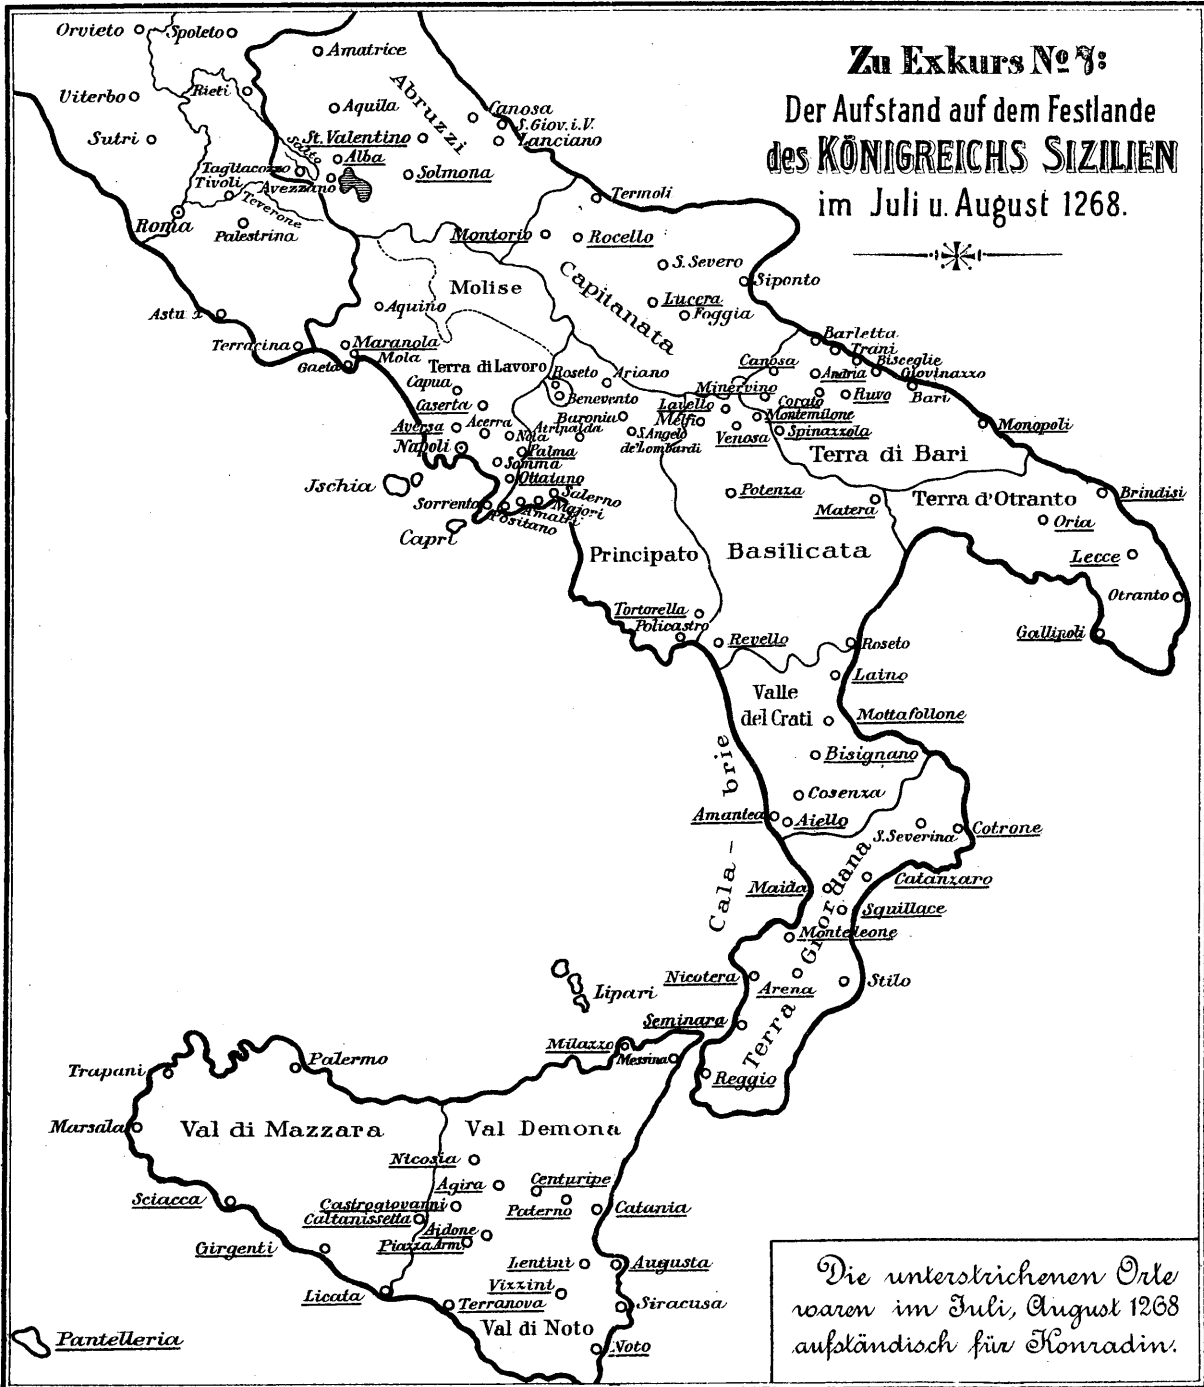 Zu Exkurs No 7:
Der Aufstand auf dem Festlande
des KÖNIGREICHS SIZILIEN
im Juli u. August 1268.
Orvieto
Spoleto
Amatrice
Abruzzi
Viterbo
Rieti
Aquila
Canosa
S. Giov. i. V.
Lanciano
Sutri
St. Valentino
Salto
Alba
Tagliacozzo
Tivoli
Avezzano
Solmona
Teverone
Termoli
Roma
Palestrina
Montorio
Rocello
S. Severo
Siponto
Capitanata
Molise
Lucera
Foggia
Aquino
Astura
Terracina
Maranola
Mola
Gaeta
Barletta
Trani
Bisceglie
Giovinazzo
Canosa
Andria
Bari
Terra di Lavoro
Roseto
Ariano
Capua
Benevento
Minervino
Corato
Ruvo
Caserta
Lavello
Montemilone
Aversa
Acerra
Baronia
Melfi
Spinazzola
Monopoli
Nola
Atripalda
S. Angelo
de' Lombardi
Venosa
Napoli
Palma
Somma
Terra di Bari
Ottaiano
Ischia
Salerno
Majori
Amalfi
Positano
Sorrento
Capri
Potenza
Matera
Terra d'Otranto
Brindisi
Oria
Principato
Basilicata
Lecce
Otranto
Tortorella
Policastro
Revello
Roseto
Gallipoli
Laino
Valle
del Crati
Mottafollone
Bisignano
Cala-brie
Cosenza
Amantea
Aiello
S. Severina
Cotrone
Maida
Catanzaro
Squillace
Monteleone
Terra Giordana
Nicotera
Arena
Stilo
Lipari
Seminara
Milazzo
Messina
Reggio
Palermo
Trapani
Marsala
Val di Mazzara
Val Demona
Nicosia
Agira
Centuripe
Sciacca
Castrogiovanni
Caltanissetta
Paterno
Catania
Aidone
Piazza Arm.
Girgenti
Lentini
Augusta
Licata
Vizzini
Terranova
Siracusa
Val di Noto
Noto
Pantelleria
Die unterstrichenen Orte
waren im Juli, August 1268
aufständisch für Konradin.